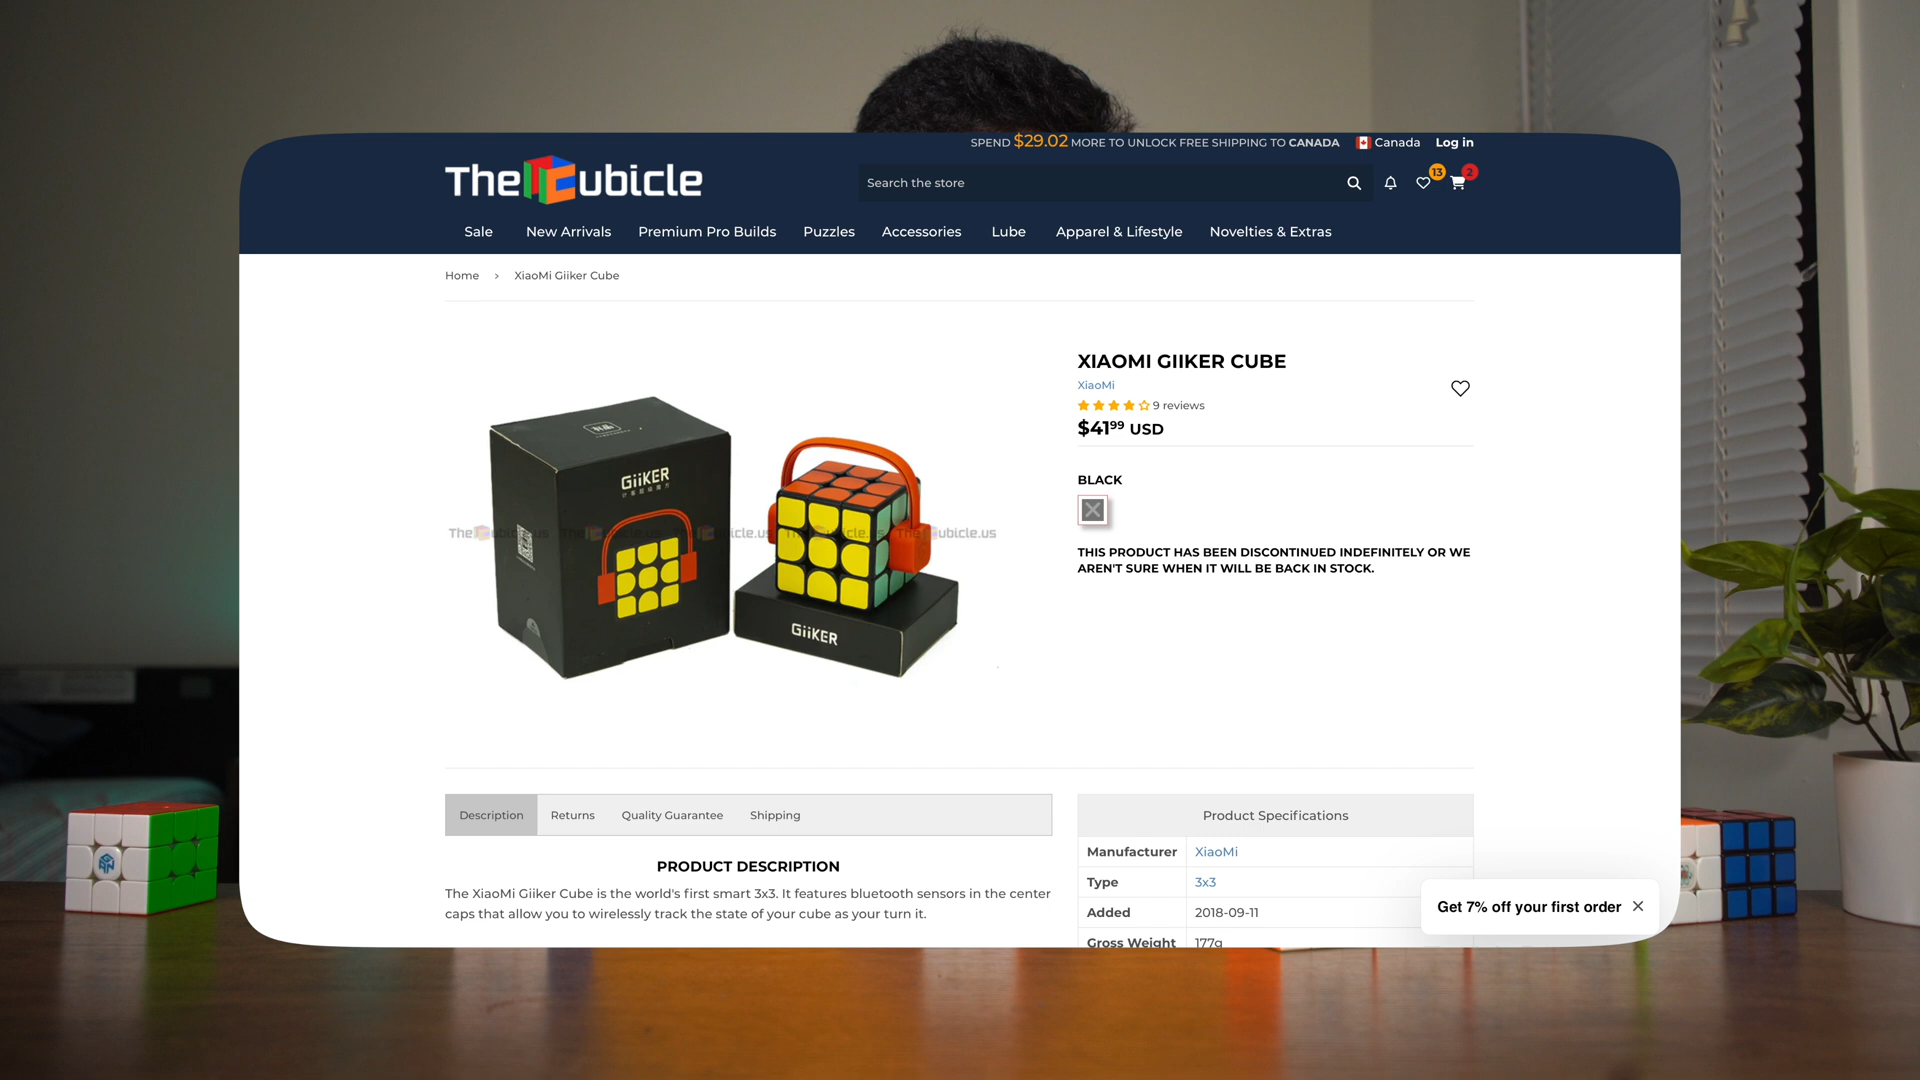 SPEND $29.02 MORE TO UNLOCK FREE SHIPPING TO CANADA
Canada
Log in
TheCubicle
Search the store
13
2
Sale
New Arrivals
Premium Pro Builds
Puzzles
Accessories
Lube
Apparel & Lifestyle
Novelties & Extras
Home > XiaoMi Giiker Cube
XIAOMI GIIKER CUBE
XiaoMi
9 reviews
$41.99 USD
BLACK
THIS PRODUCT HAS BEEN DISCONTINUED INDEFINITELY OR WE
AREN'T SURE WHEN IT WILL BE BACK IN STOCK.
GiiKER
GiiKER
TheCubicle.us
Description
Returns
Quality Guarantee
Shipping
PRODUCT DESCRIPTION
The XiaoMi Giiker Cube is the world's first smart 3x3. It features bluetooth sensors in the center
caps that allow you to wirelessly track the state of your cube as your turn it.
Product Specifications
Manufacturer XiaoMi
Type 3x3
Added 2018-09-11
Gross Weight 177g
Get 7% off your first order